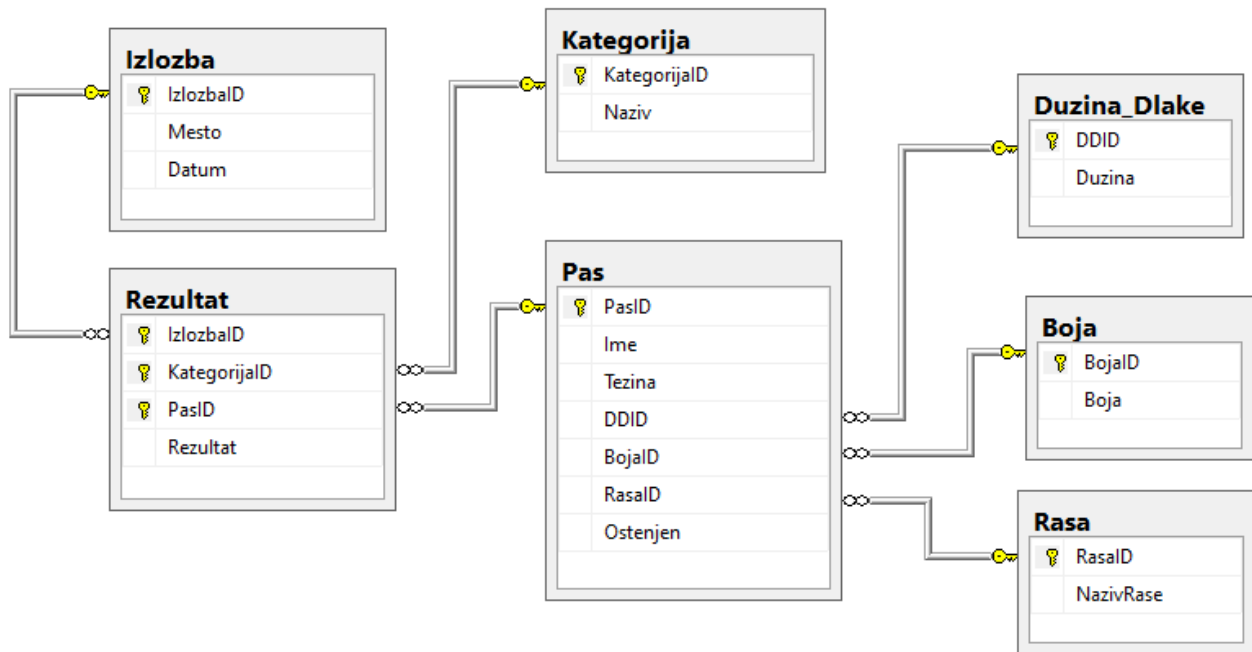 Izlozba
IzlozbaID
Mesto
Datum
Kategorija
KategorijaID
Naziv
Duzina_Dlake
DDID
Duzina
Rezultat
IzlozbaID
KategorijaID
PasID
Rezultat
Pas
PasID
Ime
Tezina
DDID
BojaID
RasaID
Ostenjen
Boja
BojaID
Boja
Rasa
RasaID
NazivRase